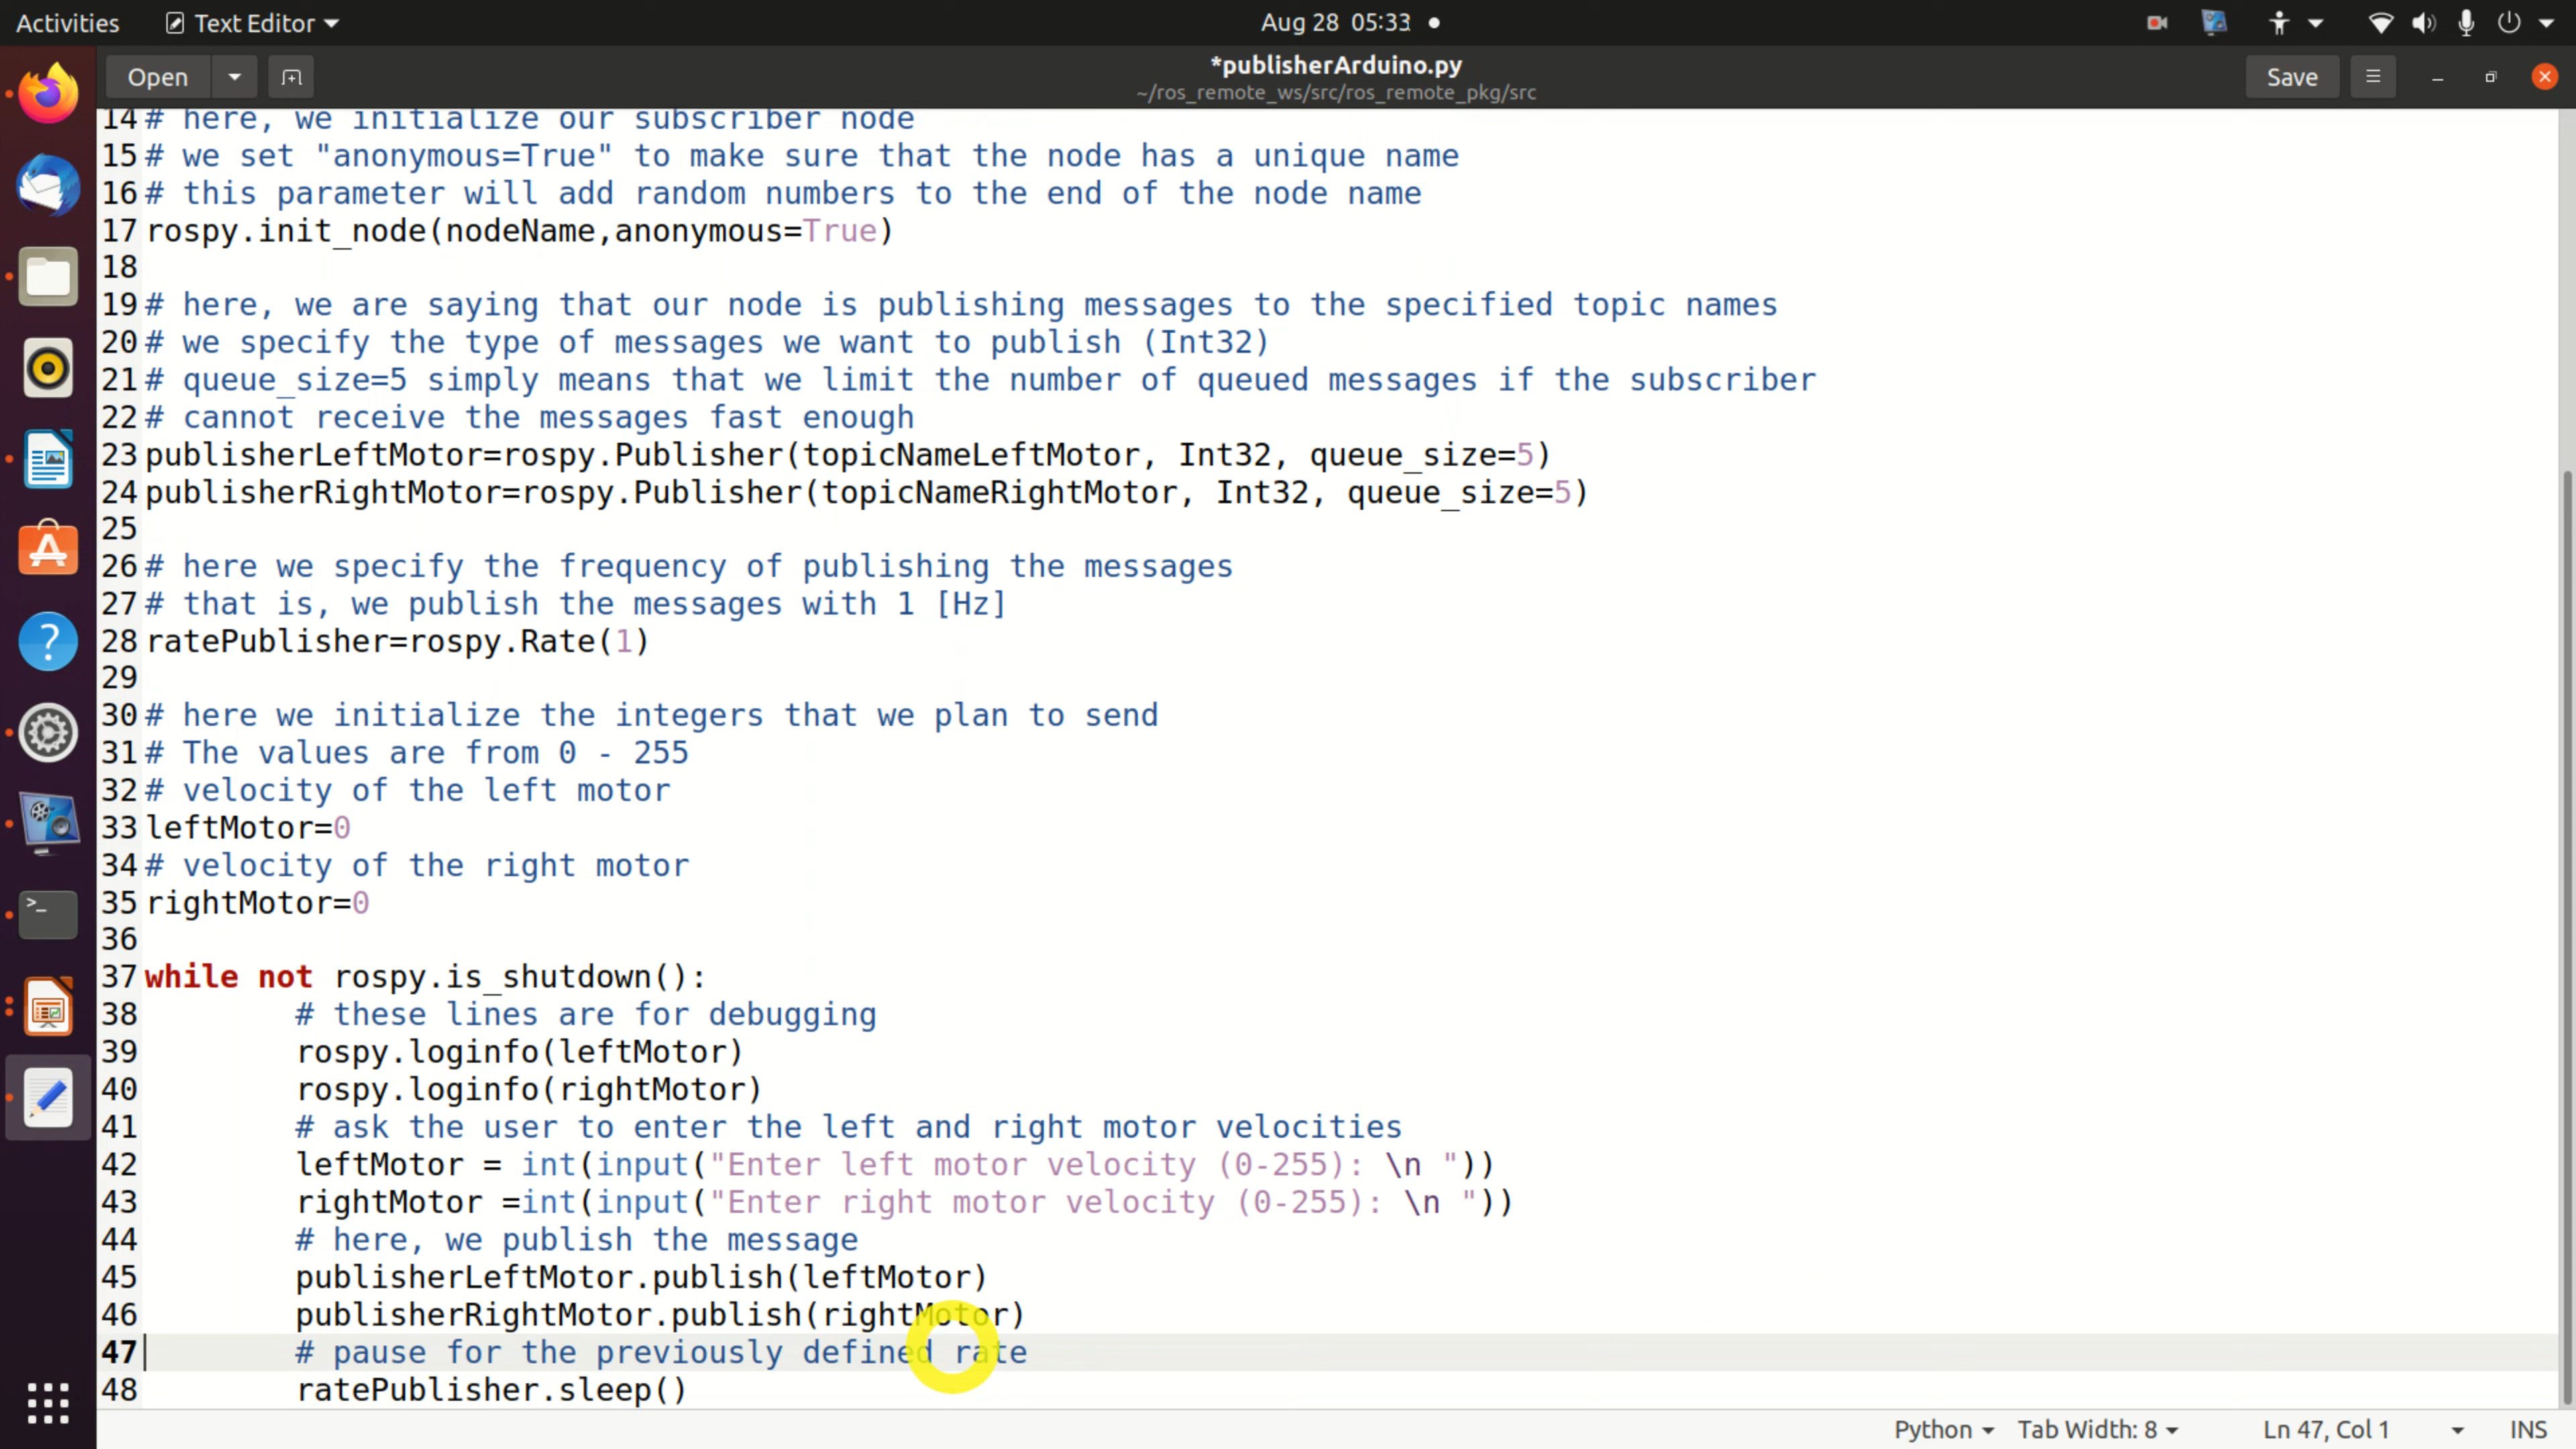 Activities Text Editor Aug 28 05:33
Open *publisherArduino.py Save
~/ros_remote_ws/src/ros_remote_pkg/src
14 # here, we initialize our subscriber node
15 # we set "anonymous=True" to make sure that the node has a unique name
16 # this parameter will add random numbers to the end of the node name
17 rospy.init_node(nodeName,anonymous=True)
18
19 # here, we are saying that our node is publishing messages to the specified topic names
20 # we specify the type of messages we want to publish (Int32)
21 # queue_size=5 simply means that we limit the number of queued messages if the subscriber
22 # cannot receive the messages fast enough
23 publisherLeftMotor=rospy.Publisher(topicNameLeftMotor, Int32, queue_size=5)
24 publisherRightMotor=rospy.Publisher(topicNameRightMotor, Int32, queue_size=5)
25
26 # here we specify the frequency of publishing the messages
27 # that is, we publish the messages with 1 [Hz]
28 ratePublisher=rospy.Rate(1)
29
30 # here we initialize the integers that we plan to send
31 # The values are from 0 - 255
32 # velocity of the left motor
33 leftMotor=0
34 # velocity of the right motor
35 rightMotor=0
36
37 while not rospy.is_shutdown():
38         # these lines are for debugging
39         rospy.loginfo(leftMotor)
40         rospy.loginfo(rightMotor)
41         # ask the user to enter the left and right motor velocities
42         leftMotor = int(input("Enter left motor velocity (0-255): \n "))
43         rightMotor =int(input("Enter right motor velocity (0-255): \n "))
44         # here, we publish the message
45         publisherLeftMotor.publish(leftMotor)
46         publisherRightMotor.publish(rightMotor)
47         # pause for the previously defined rate
48         ratePublisher.sleep()
Python Tab Width: 8 Ln 47, Col 1 INS